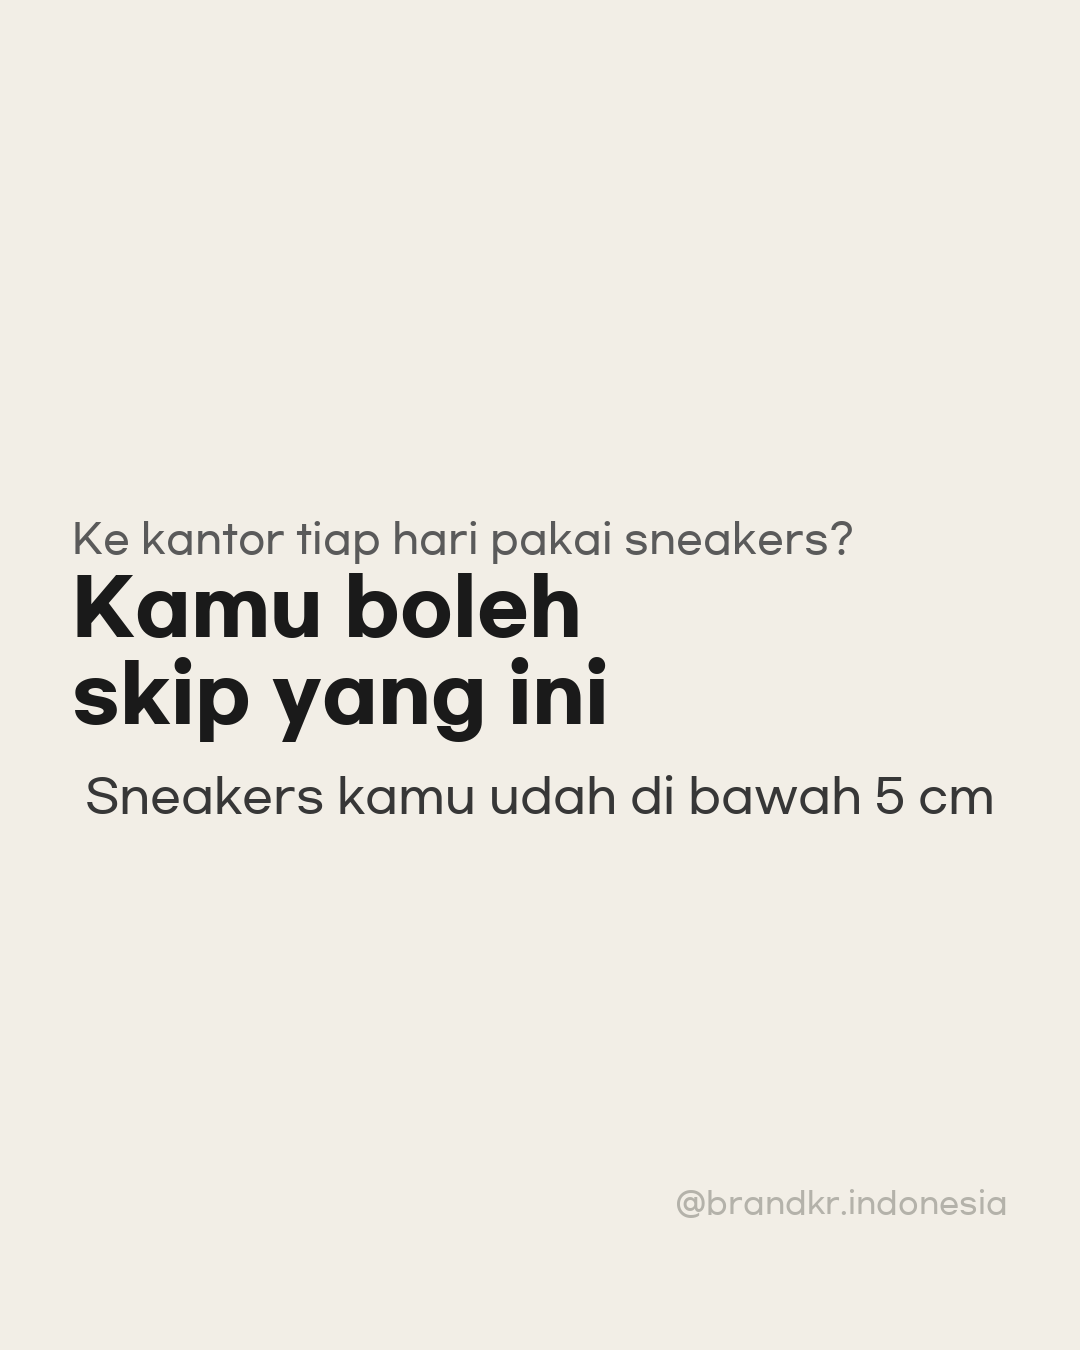 Ke kantor tiap hari pakai sneakers?
Kamu boleh
skip yang ini
Sneakers kamu udah di bawah 5 cm
@brandkr.indonesia